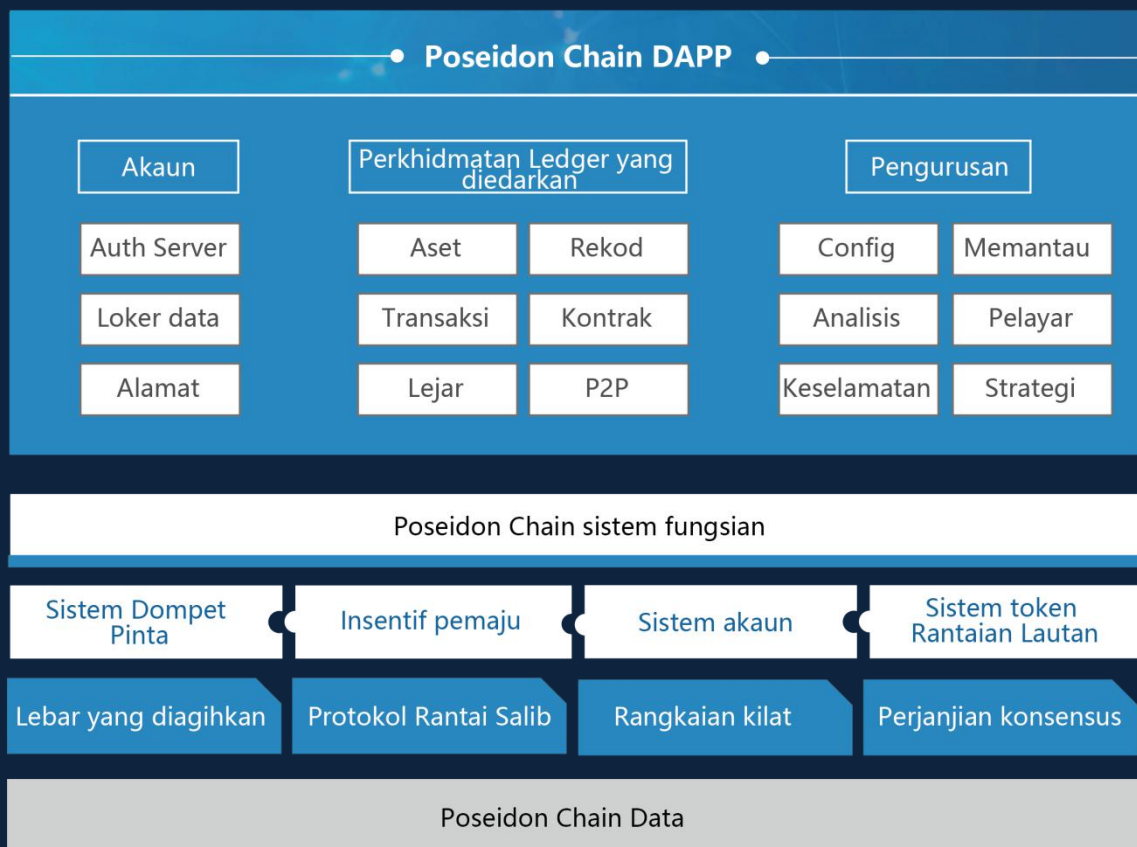 Poseidon Chain DAPP
Akaun
Perkhidmatan Ledger yang
diedarkan
Pengurusan
Auth Server
Aset
Rekod
Config
Memantau
Loker data
Transaksi
Kontrak
Analisis
Pelayar
Alamat
Lejar
P2P
Keselamatan
Strategi
Poseidon Chain sistem fungsian
Sistem Dompet
Pinta
Insentif pemaju
Sistem akaun
Sistem token
Rantaian Lautan
Lebar yang diagihkan
Protokol Rantai Salib
Rangkaian kilat
Perjanjian konsensus
Poseidon Chain Data